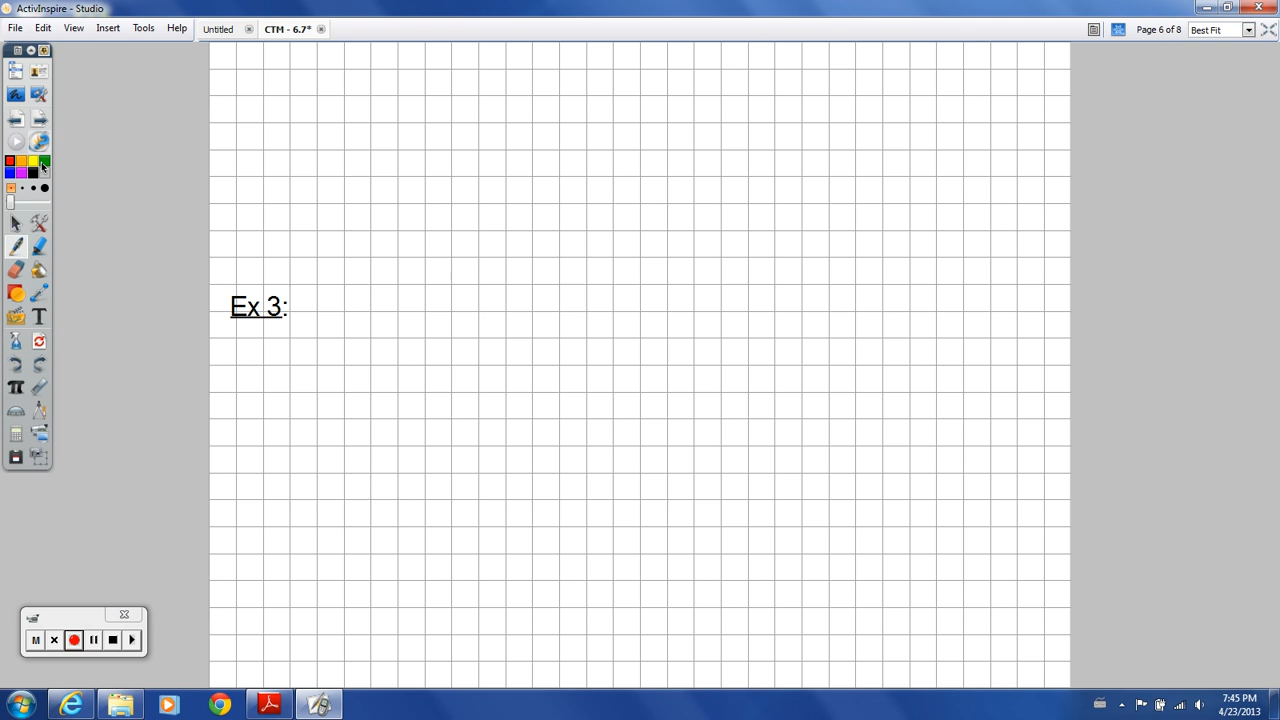 ActivInspire - Studio
File Edit View Insert Tools Help
Untitled
CTM - 6.7*
Page 6 of 8
Best Fit
Ex 3:
M
7:45 PM
4/23/2013